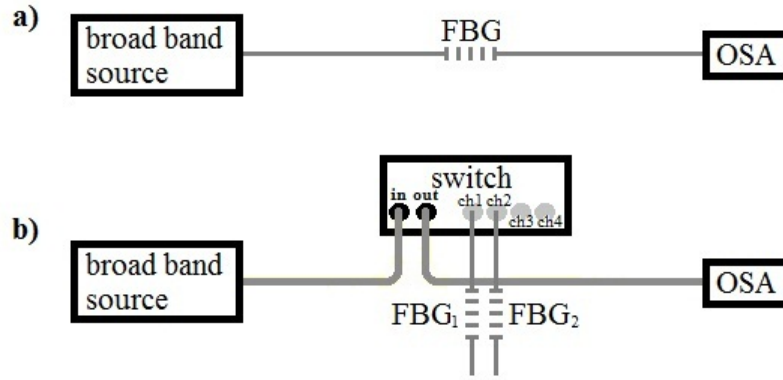 a)
broad band
source
FBG
OSA
b)
broad band
source
switch
in out
ch1 ch2
ch3 ch4
FBG₁
FBG₂
OSA